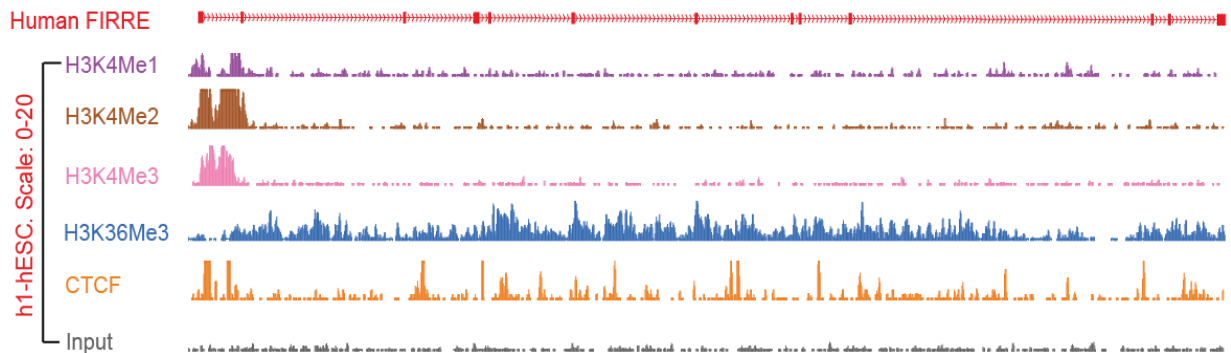 Human FIRRE
H3K4Me1
H3K4Me2
H3K4Me3
H3K36Me3
CTCF
Input
h1-hESC. Scale: 0-20